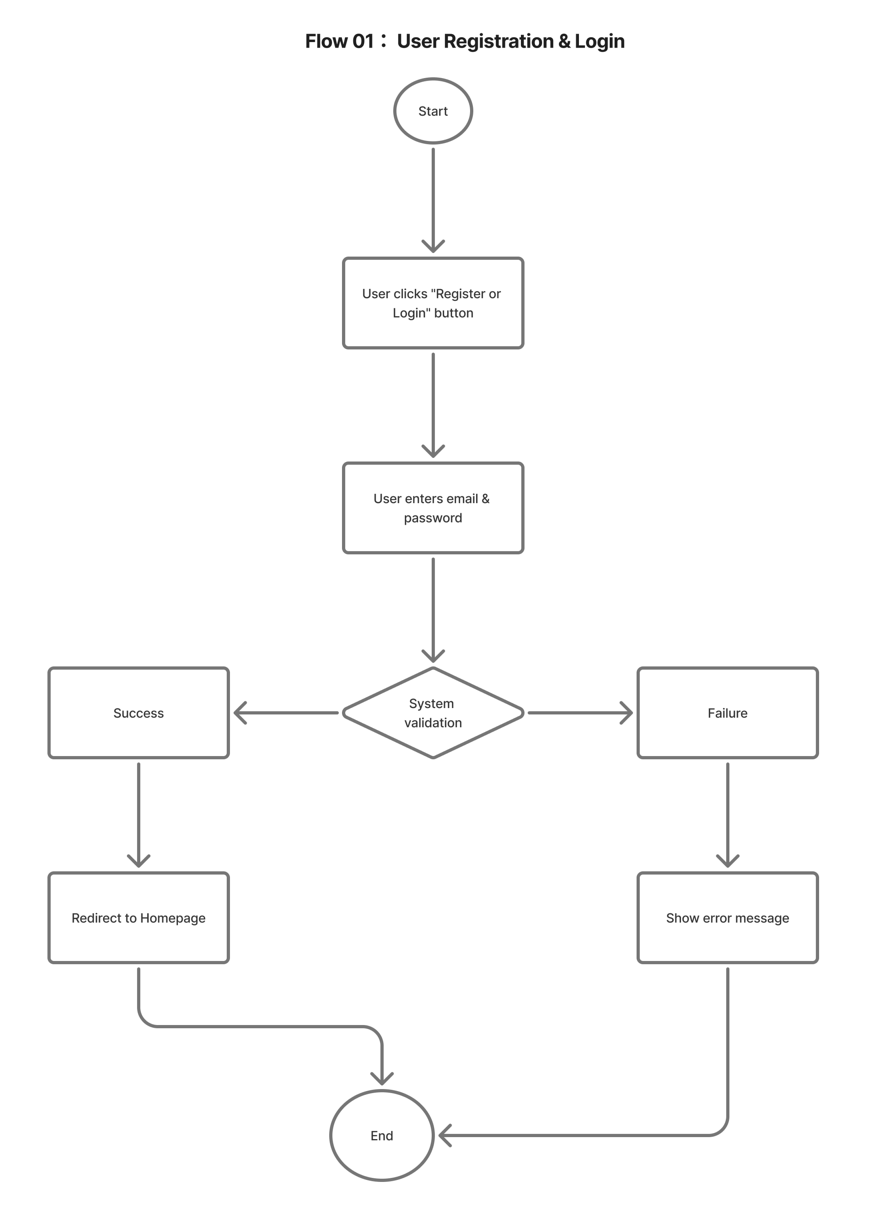 Flow 01： User Registration & Login
Start
User clicks "Register or
Login" button
User enters email &
password
System
validation
Success
Failure
Redirect to Homepage
Show error message
End